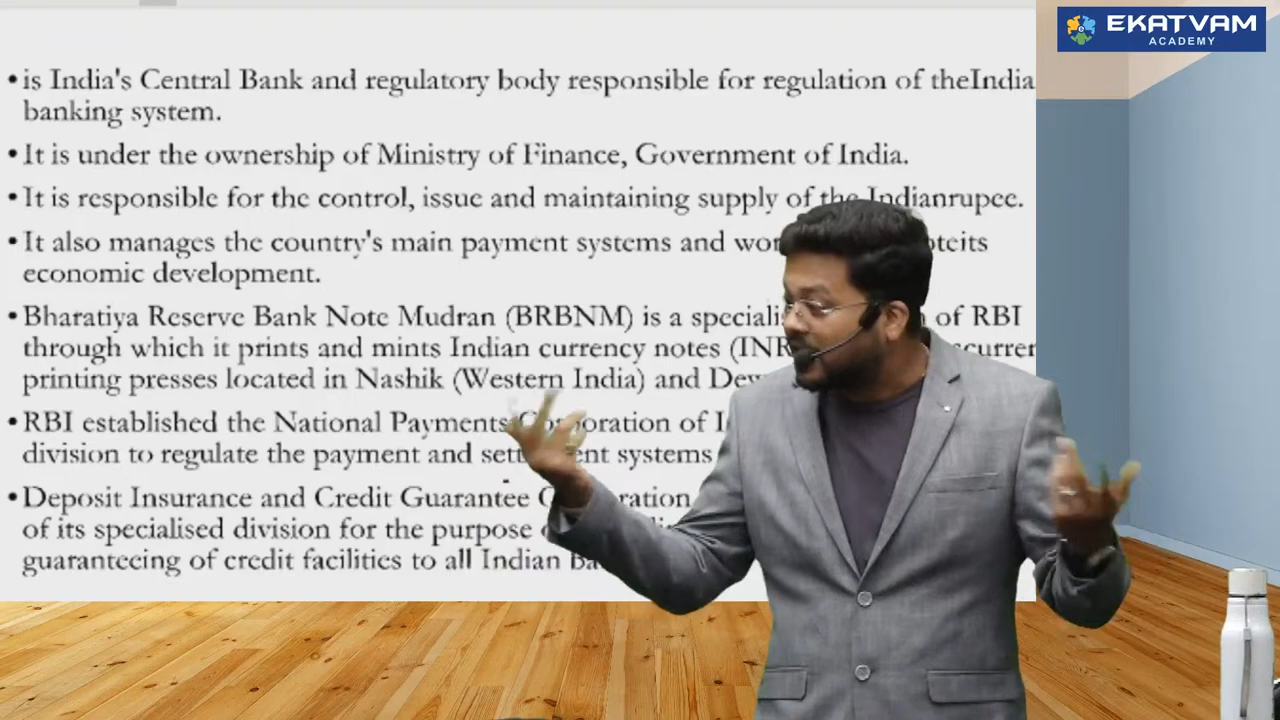 EKATVAM
ACADEMY
• is India's Central Bank and regulatory body responsible for regulation of theIndia
banking system.
• It is under the ownership of Ministry of Finance, Government of India.
• It is responsible for the control, issue and maintaining supply of the Indianrupee.
• It also manages the country's main payment systems and
economic development.
• Bharatiya Reserve Bank Note Mudran (BRBNM) is a of RBI
through which it prints and mints Indian currency notes (INR
printing presses located in Nashik (Western India) and
• RBI established the National Payments Corporation of
division to regulate the payment and settlement systems
• Deposit Insurance and Credit Guarantee
of its specialised division for the purpose
guaranteeing of credit facilities to all Indian